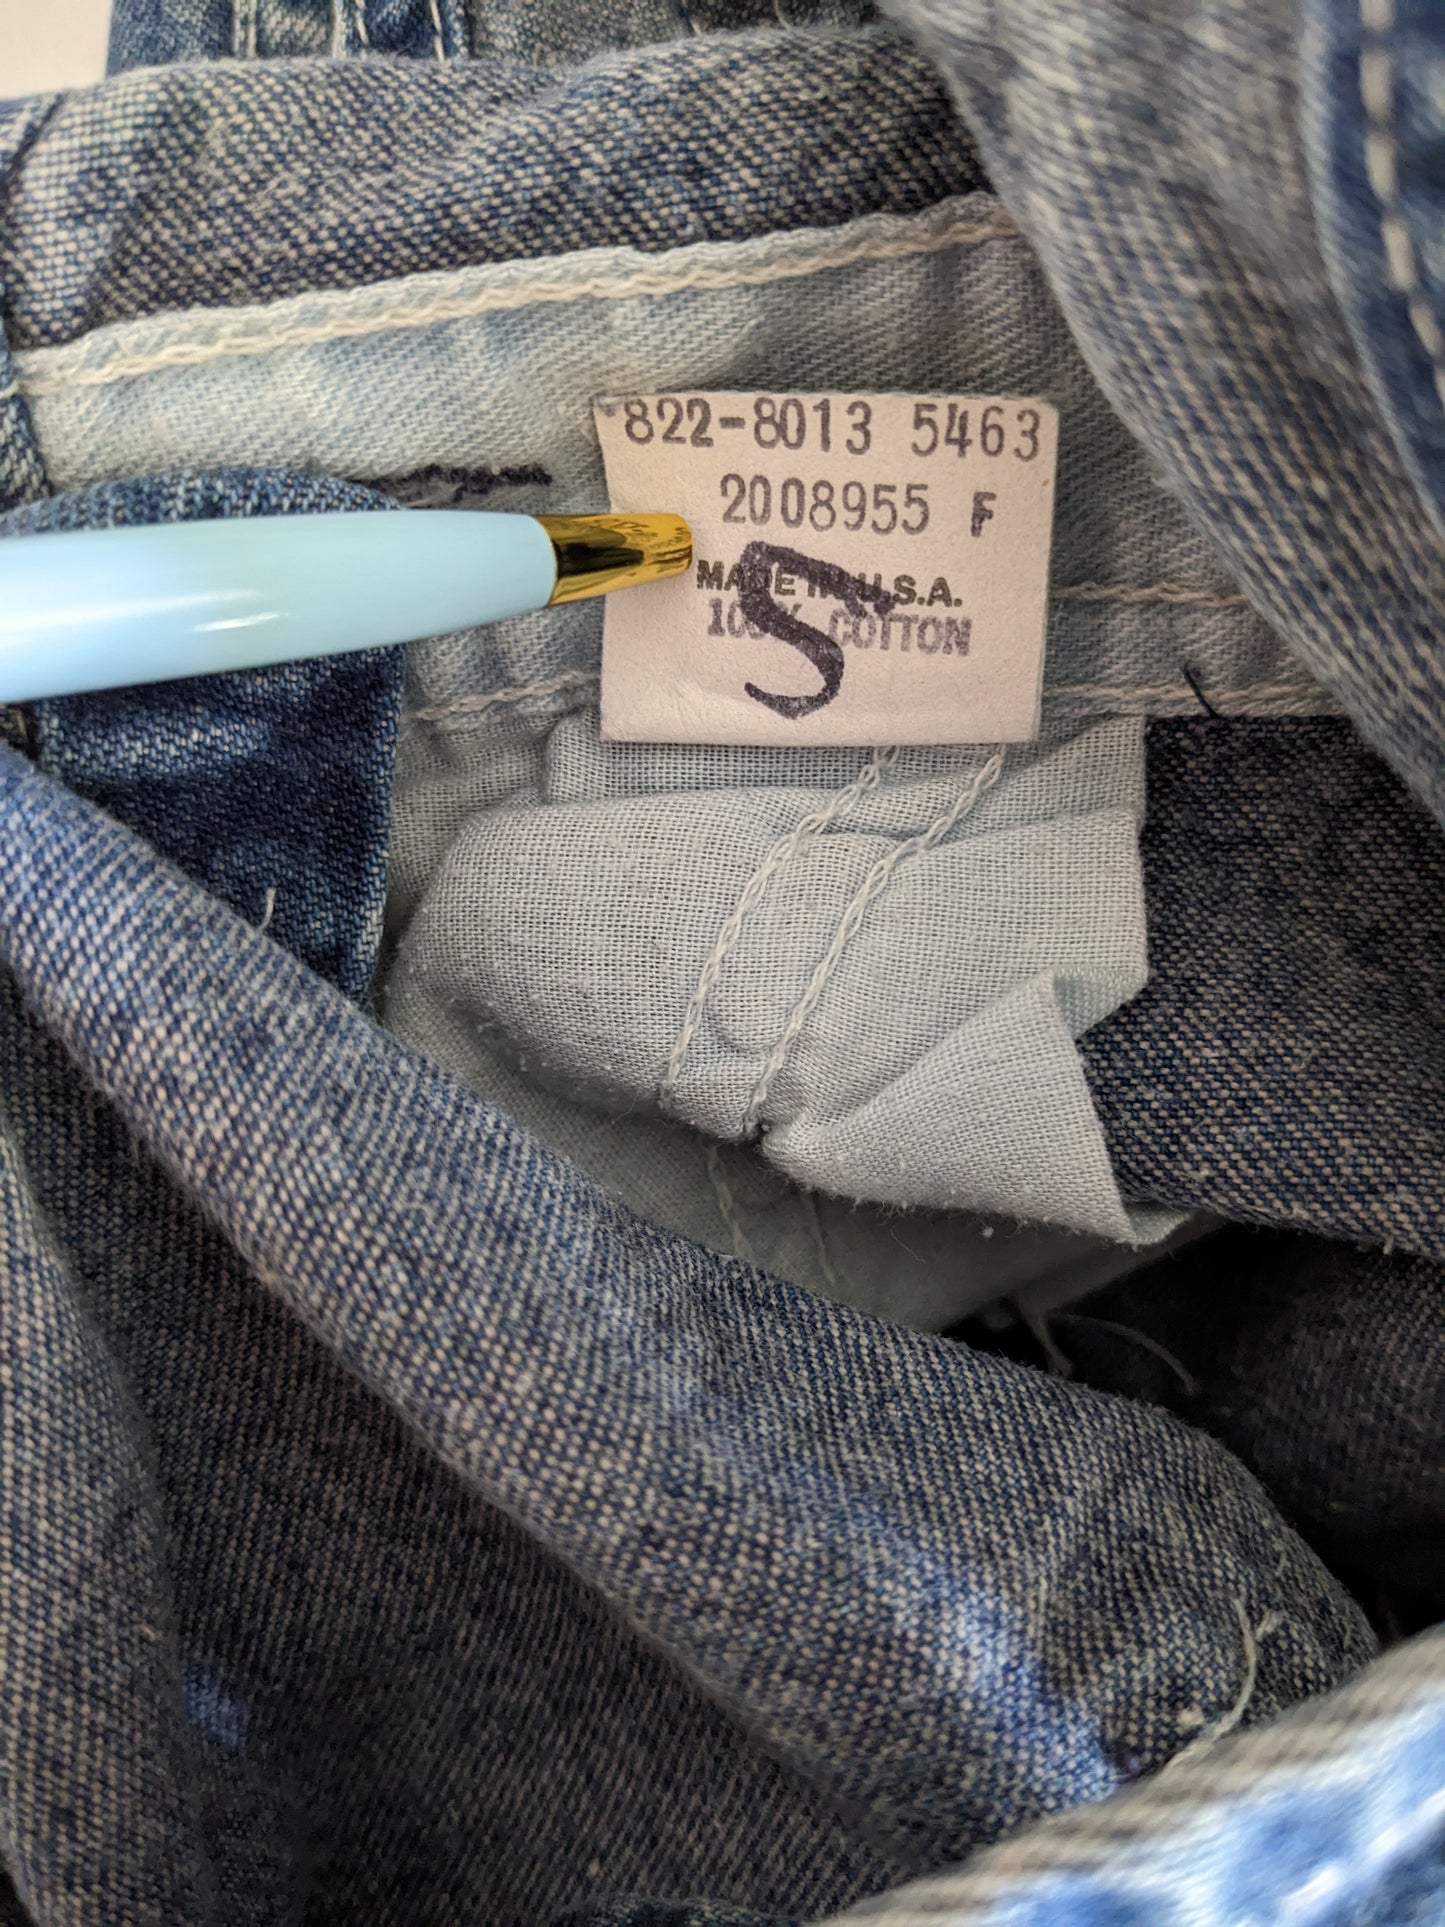 822-8013 5463
2008955 F
MADE IN U.S.A.
100% COTTON
S